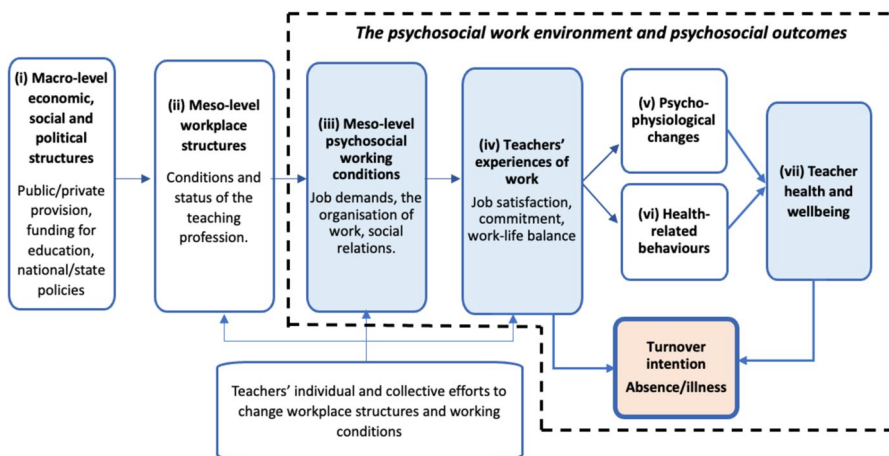 The psychosocial work environment and psychosocial outcomes
(i) Macro-level
economic,
social and
political
structures
Public/private
provision,
funding for
education,
national/state
policies
(ii) Meso-level
workplace
structures
Conditions and
status of the
teaching
profession.
(iii) Meso-level
psychosocial
working
conditions
Job demands, the
organisation of
work, social
relations.
(iv) Teachers’
experiences of
work
Job satisfaction,
commitment,
work-life balance
(v) Psycho-
physiological
changes
(vi) Health-
related
behaviours
(vii) Teacher
health and
wellbeing
Turnover
intention
Absence/illness
Teachers’ individual and collective efforts to
change workplace structures and working
conditions